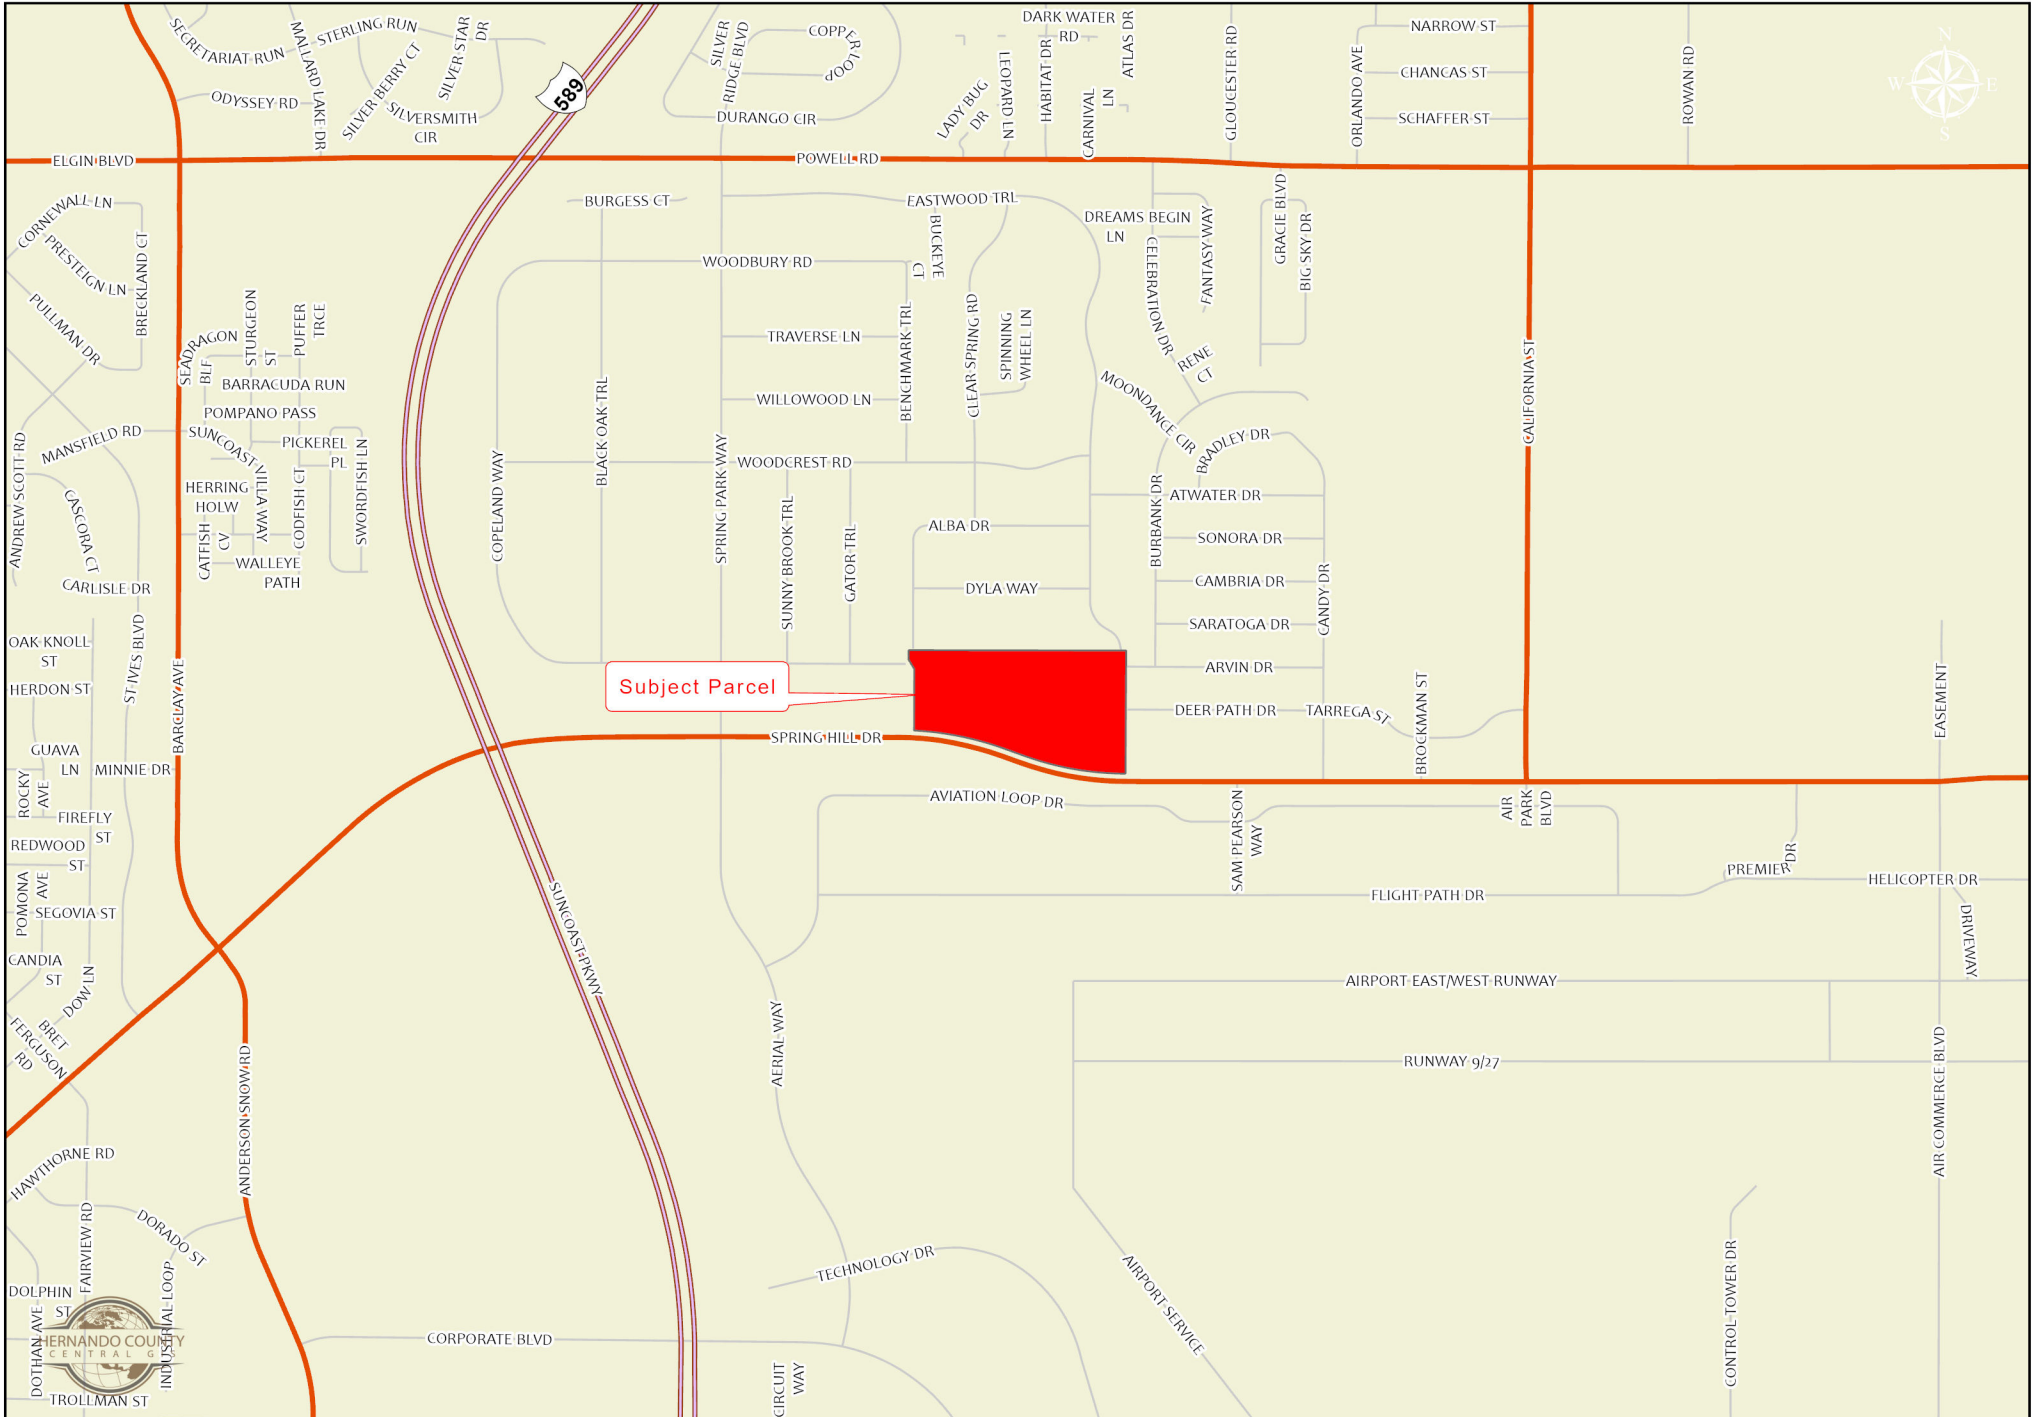 SECRETARIAT RUN
MALLARD LAKE DR
STERLING RUN
SILVER BERRY CT
SILVER STAR
DR
ODYSSEY RD
SILVERSMITH
CIR
589
SILVER
RIDGE BLVD
COPPER LOOP
DURANGO CIR
DARK WATER
RD
LADY BUG
DR
LEOPARD LN
HABITAT DR
CARNIVAL
LN
ATLAS DR
GLOUCESTER RD
ORLANDO AVE
NARROW ST
CHANCAS ST
SCHAFFER ST
ROWAN RD
N
W
E
S
ELGIN BLVD
POWELL RD
CORNEWALL LN
PRESTEIGN LN
BRECKLAND CT
PULLMAN DR
BURGESS CT
EASTWOOD TRL
BUCKEYE
CT
DREAMS BEGIN
LN
CELEBRATION DR
FANTASY WAY
GRACIE BLVD
BIG SKY DR
WOODBURY RD
SEADRAGON
BLF
STURGEON
ST
PUFFER
TRCE
BARRACUDA RUN
POMPANO PASS
TRAVERSE LN
BENCHMARK TRL
CLEAR SPRING RD
SPINNING
WHEEL LN
RENE
CT
MOONDANCE CIR
CALIFORNIA ST
WILLOWOOD LN
BLACK OAK TRL
MANSFIELD RD
ANDREW SCOTT RD
SUNCOAST VILLA WAY
PICKEREL
PL
SWORDFISH LN
CODFISH CT
HERRING
HOLW
CATFISH
CV
WALLEYE
PATH
CASCORA CT
CARLISLE DR
COPELAND WAY
SPRING PARK WAY
WOODCREST RD
SUNNY BROOK TRL
GATOR TRL
BRADLEY DR
BURBANK DR
ATWATER DR
ALBA DR
SONORA DR
CAMBRIA DR
CANDY DR
DYLA WAY
SARATOGA DR
ARVIN DR
OAK KNOLL
ST
ST IVES BLVD
BARCLAY AVE
HERDON ST
Subject Parcel
DEER PATH DR
TARREGA ST
BROCKMAN ST
EASEMENT
SPRING HILL DR
GUAVA
LN
MINNIE DR
ROCKY
AVE
FIREFLY
ST
REDWOOD
ST
AVIATION LOOP DR
SAM PEARSON
WAY
AIR
PARK
BLVD
PREMIER DR
HELICOPTER DR
DRIVEWAY
FLIGHT PATH DR
POMONA
AVE
SEGOVIA ST
SUNCOAST PKWY
CANDIA
ST
DOW LN
BRET
FERGUSON
RD
AIRPORT EAST/WEST RUNWAY
RUNWAY 9/27
AERIAL WAY
AIR COMMERCE BLVD
ANDERSON SNOW RD
HAWTHORNE RD
FAIRVIEW RD
DORADO ST
INDUSTRIAL LOOP
TECHNOLOGY DR
AIRPORT SERVICE
CONTROL TOWER DR
DOLPHIN
ST
DOTHAN AVE
HERNANDO COUNTY
CENTRAL GIS
CORPORATE BLVD
CIRCUIT
WAY
TROLLMAN ST